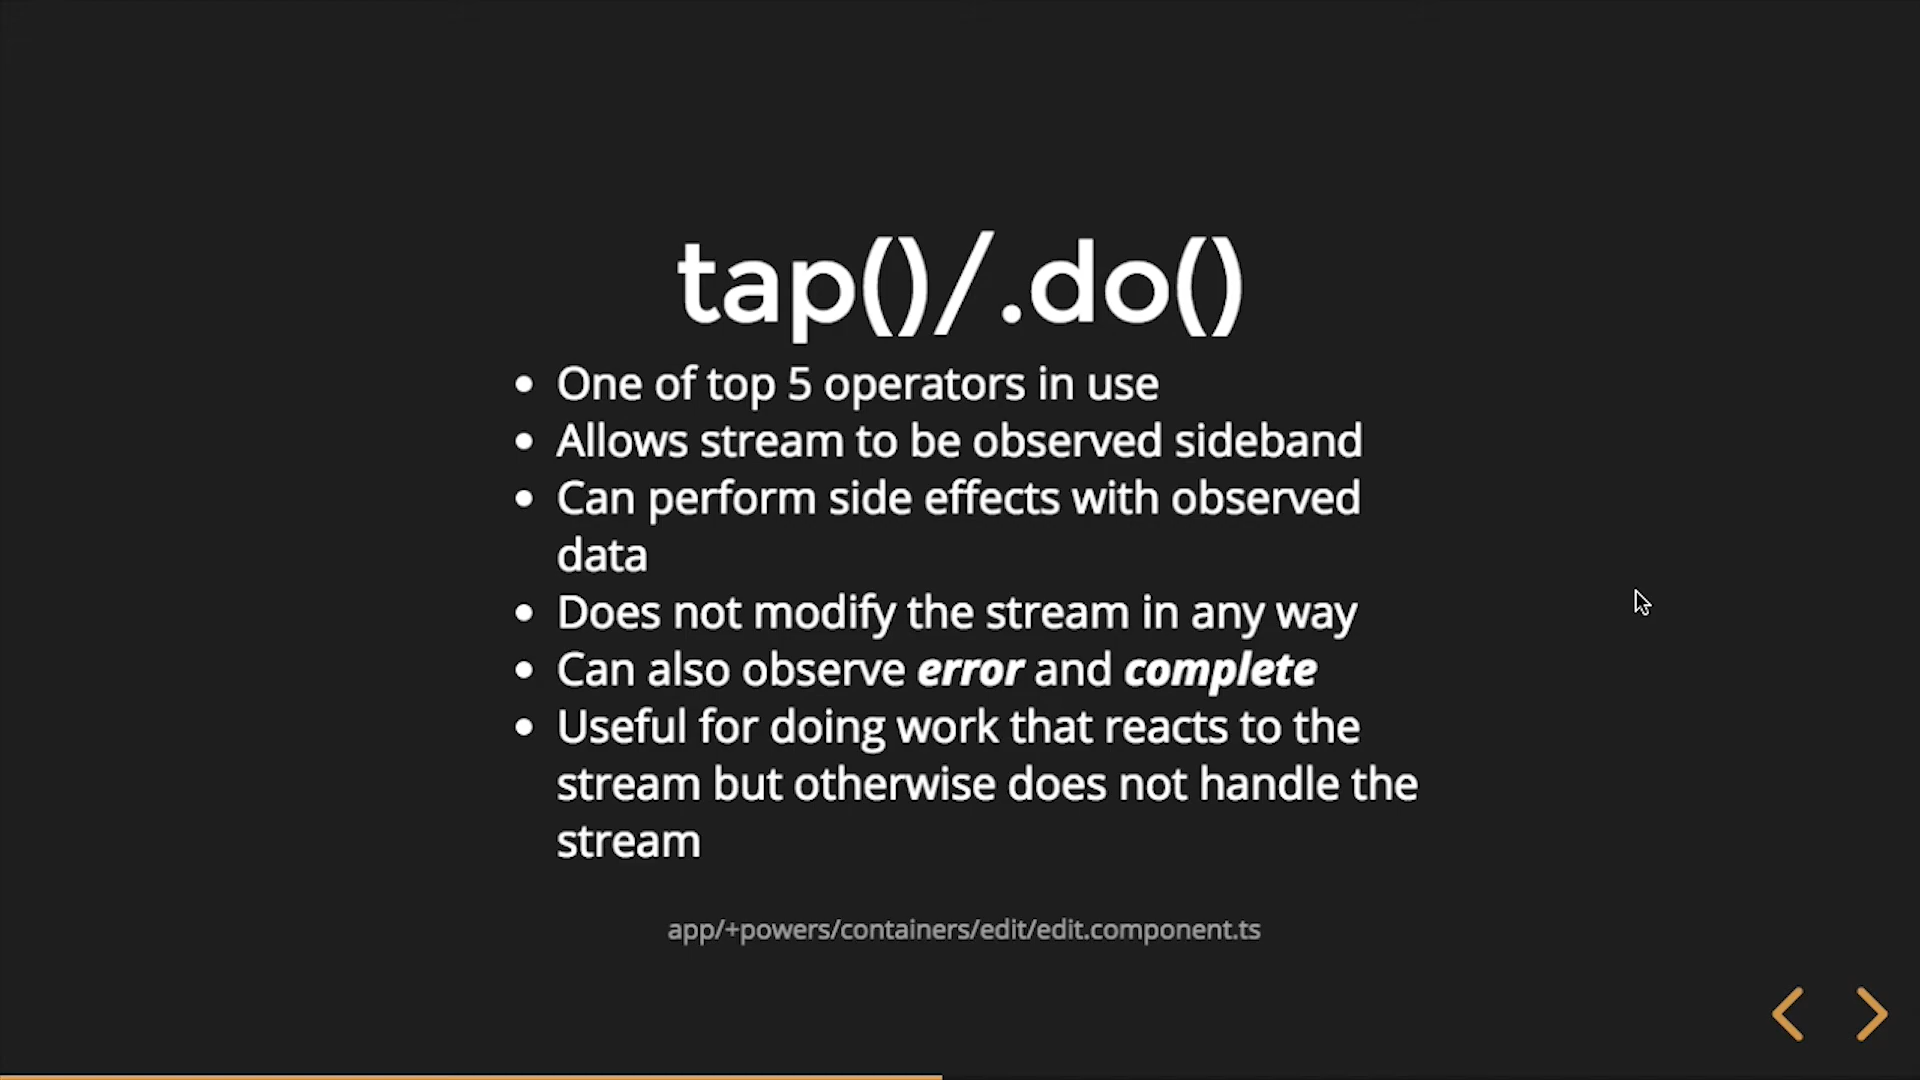 tap()/.do()
• One of top 5 operators in use
• Allows stream to be observed sideband
• Can perform side effects with observed
data
• Does not modify the stream in any way
• Can also observe error and complete
• Useful for doing work that reacts to the
stream but otherwise does not handle the
stream
app/+powers/containers/edit/edit.component.ts